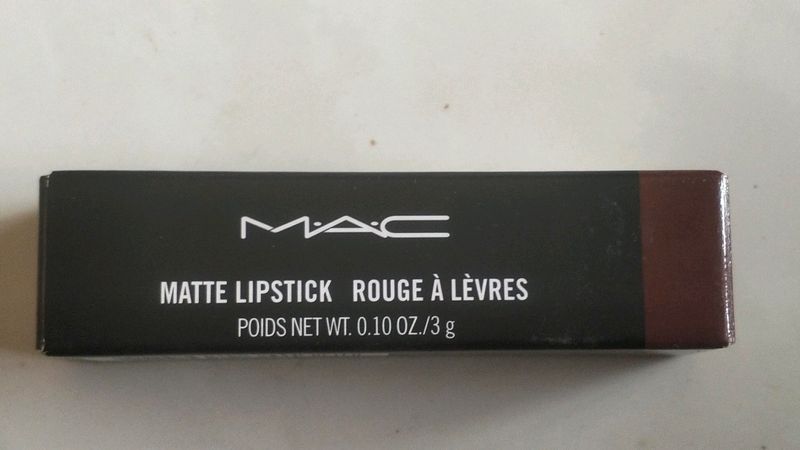 M·A·C
MATTE LIPSTICK ROUGE À LÈVRES
POIDS NET WT. 0.10 OZ./3 g